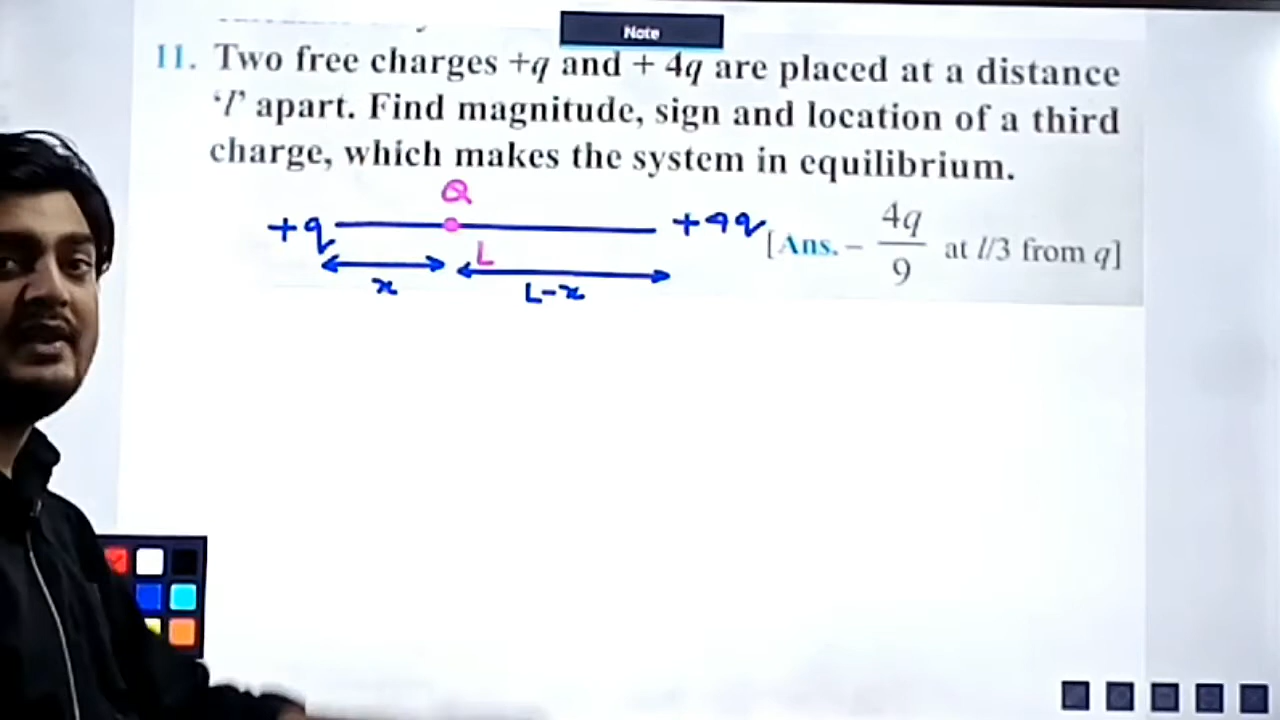 Note
11. Two free charges +q and + 4q are placed at a distance
‘l’ apart. Find magnitude, sign and location of a third
charge, which makes the system in equilibrium.
Q
+q +4q
[Ans. – 4q/9 at l/3 from q]
L
x L-x